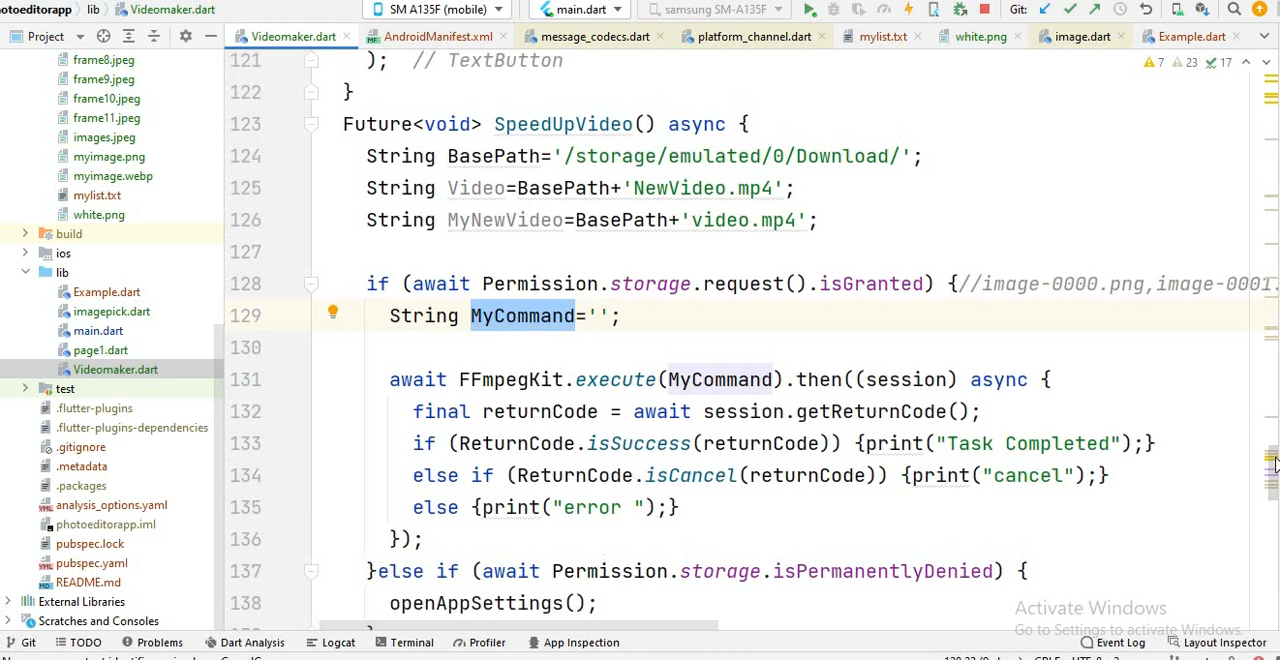 hotoeditorapp > lib > Videomaker.dart SM A135F (mobile) main.dart samsung SM-A135F Git:
Project Videomaker.dart AndroidManifest.xml message_codecs.dart platform_channel.dart mylist.txt white.png image.dart Example.dart
frame8.jpeg
frame9.jpeg
frame10.jpeg
frame11.jpeg
images.jpeg
myimage.png
myimage.webp
mylist.txt
white.png
build
ios
lib
Example.dart
imagepick.dart
main.dart
page1.dart
Videomaker.dart
test
.flutter-plugins
.flutter-plugins-dependencies
.gitignore
.metadata
.packages
analysis_options.yaml
photoeditorapp.iml
pubspec.lock
pubspec.yaml
README.md
External Libraries
Scratches and Consoles
7 23 17
121 ); // TextButton
122 }
123 Future<void> SpeedUpVideo() async {
124 String BasePath='/storage/emulated/0/Download/';
125 String Video=BasePath+'NewVideo.mp4';
126 String MyNewVideo=BasePath+'video.mp4';
127
128 if (await Permission.storage.request().isGranted) {//image-0000.png,image-0001.
129 String MyCommand='';
130
131 await FFmpegKit.execute(MyCommand).then((session) async {
132 final returnCode = await session.getReturnCode();
133 if (ReturnCode.isSuccess(returnCode)) {print("Task Completed");}
134 else if (ReturnCode.isCancel(returnCode)) {print("cancel");}
135 else {print("error ");}
136 });
137 }else if (await Permission.storage.isPermanentlyDenied) {
138 openAppSettings();
Activate Windows
Go to Settings to activate Windows.
Git TODO Problems Dart Analysis Logcat Terminal Profiler App Inspection Event Log Layout Inspector